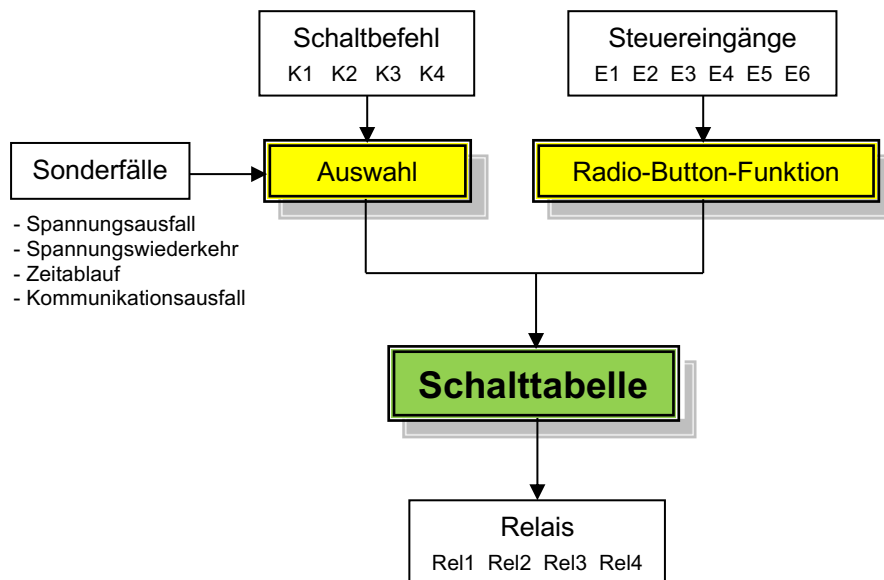 Schaltbefehl
K1 K2 K3 K4
Steuereingänge
E1 E2 E3 E4 E5 E6
Sonderfälle
Auswahl
Radio-Button-Funktion
- Spannungsausfall
- Spannungswiederkehr
- Zeitablauf
- Kommunikationsausfall
Schalttabelle
Relais
Rel1 Rel2 Rel3 Rel4